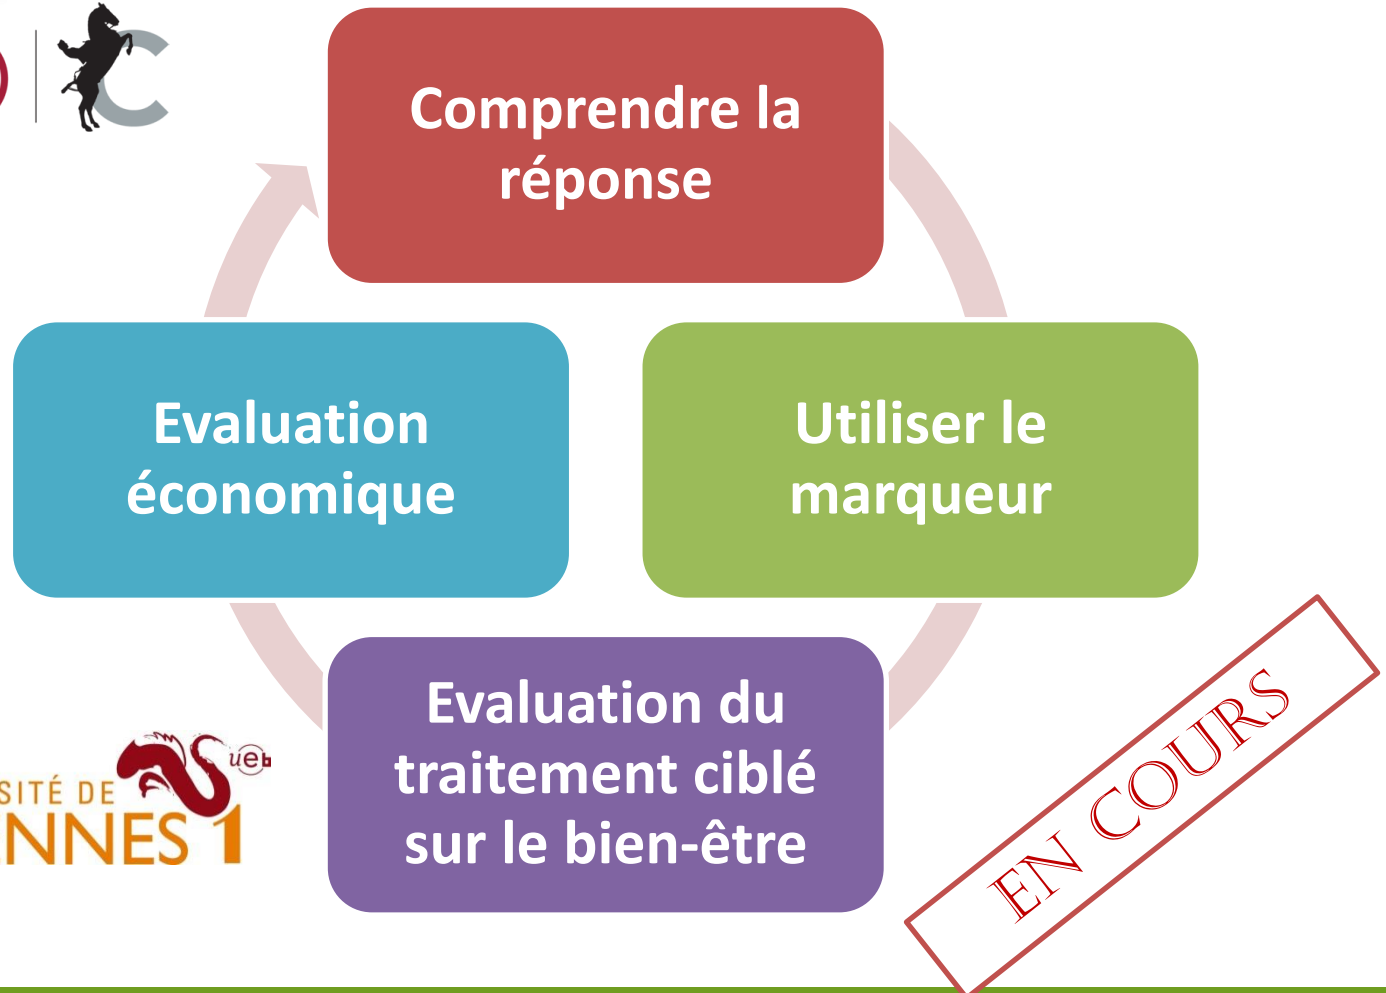 Comprendre la
réponse
Evaluation
économique
Utiliser le
marqueur
Evaluation du
traitement ciblé
sur le bien-être
ueb
SITÉ DE
NNES 1
EN COURS